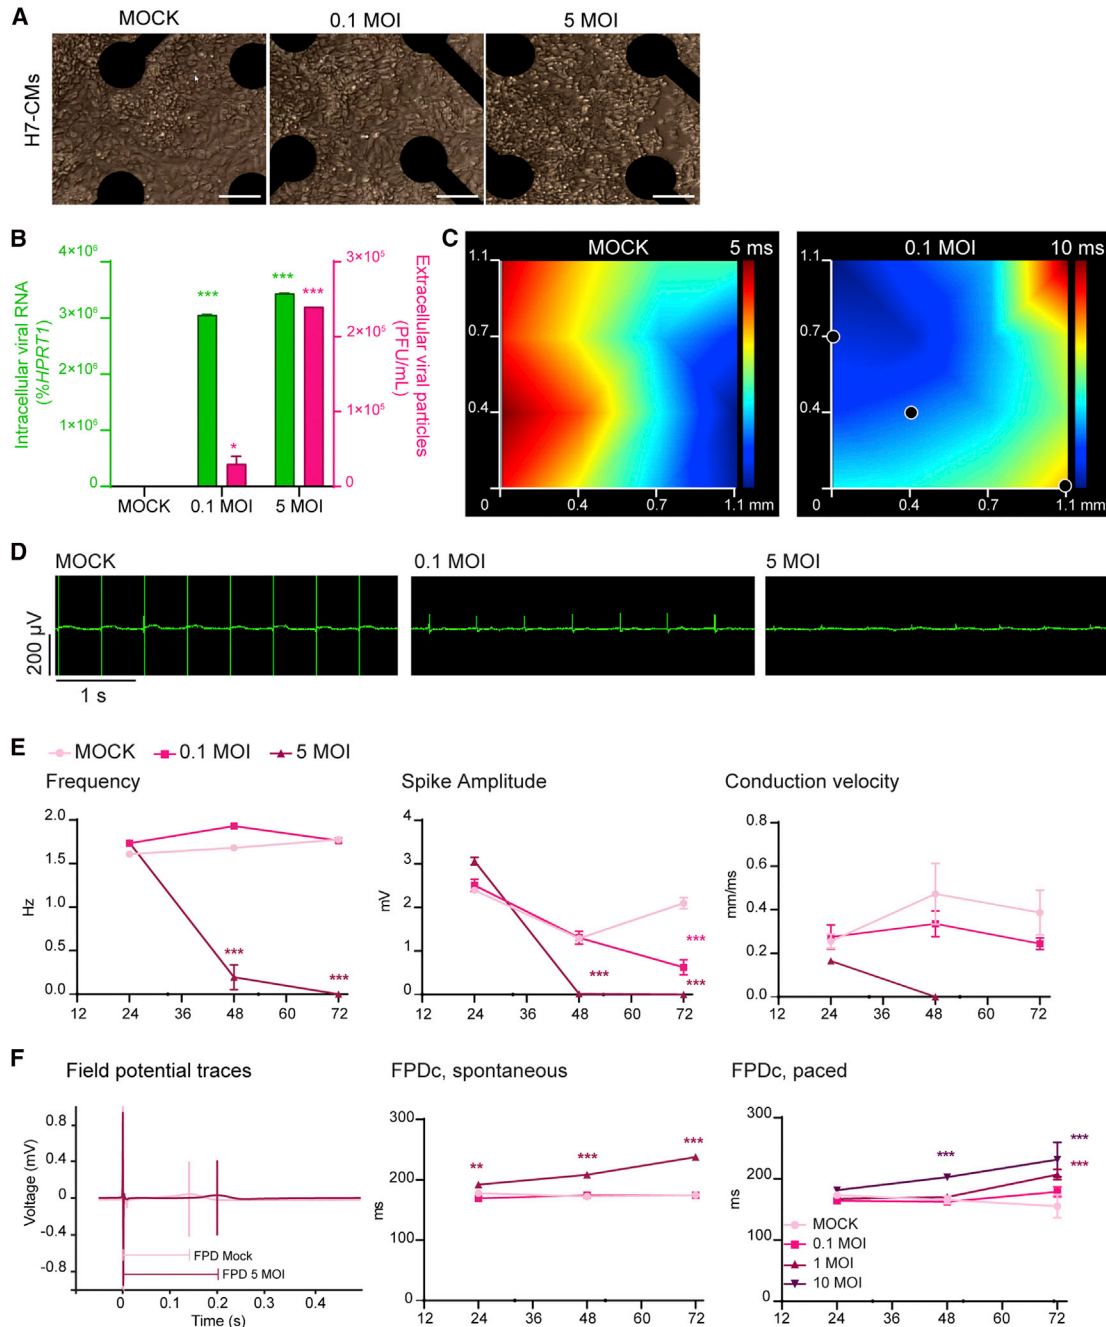 A
MOCK
0.1 MOI
5 MOI
H7-CMs
B
Intracellular viral RNA
(%HPRT1)
4×10⁶
3×10⁶
2×10⁶
1×10⁶
0
***
*
***
***
3×10⁵
2×10⁵
1×10⁵
0
Extracellular viral particles
(PFU/mL)
MOCK
0.1 MOI
5 MOI
C
MOCK
5 ms
1.1
0.7
0.4
0
0.4
0.7
1.1 mm
0.1 MOI
10 ms
1.1
0.7
0.4
0
0.4
0.7
1.1 mm
D
MOCK
0.1 MOI
5 MOI
200 µV
1 s
E
MOCK
0.1 MOI
5 MOI
Frequency
Hz
2.0
1.5
1.0
0.5
0.0
***
***
12 24 36 48 60 72
Spike Amplitude
mV
4
3
2
1
0
***
***
***
12 24 36 48 60 72
Conduction velocity
mm/ms
0.8
0.6
0.4
0.2
0.0
12 24 36 48 60 72
F
Field potential traces
Voltage (mV)
0.8
0.4
0
-0.4
-0.8
FPD Mock
FPD 5 MOI
0 0.1 0.2 0.3 0.4
Time (s)
FPDc, spontaneous
ms
300
200
100
0
**
***
***
12 24 36 48 60 72
FPDc, paced
ms
300
200
100
0
***
***
***
MOCK
0.1 MOI
1 MOI
10 MOI
12 24 36 48 60 72